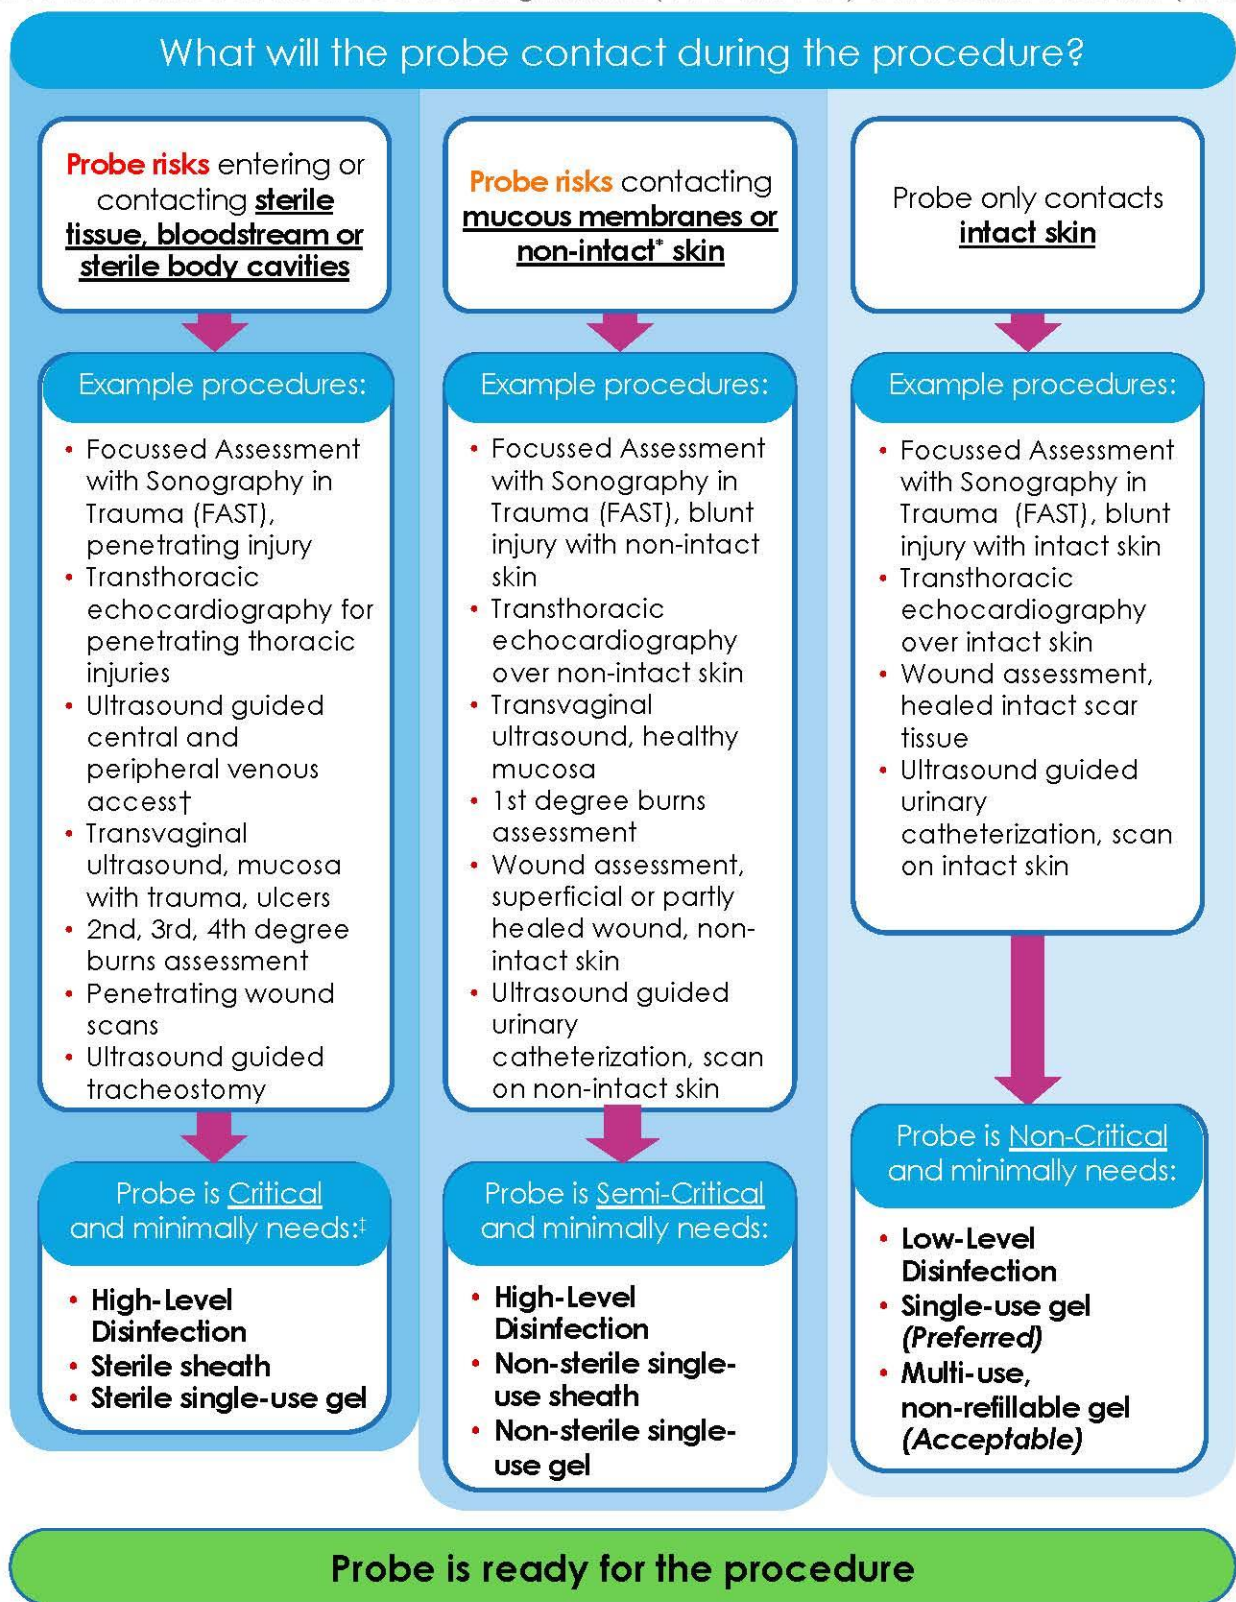 What will the probe contact during the procedure?
Probe risks entering or
contacting sterile
tissue, bloodstream or
sterile body cavities
Example procedures:
• Focussed Assessment
with Sonography in
Trauma (FAST),
penetrating injury
• Transthoracic
echocardiography for
penetrating thoracic
injuries
• Ultrasound guided
central and
peripheral venous
access†
• Transvaginal
ultrasound, mucosa
with trauma, ulcers
• 2nd, 3rd, 4th degree
burns assessment
• Penetrating wound
scans
• Ultrasound guided
tracheostomy
Probe is Critical
and minimally needs:‡
• High-Level
Disinfection
• Sterile sheath
• Sterile single-use gel
Probe risks contacting
mucous membranes or
non-intact* skin
Example procedures:
• Focussed Assessment
with Sonography in
Trauma (FAST), blunt
injury with non-intact
skin
• Transthoracic
echocardiography
over non-intact skin
• Transvaginal
ultrasound, healthy
mucosa
• 1st degree burns
assessment
• Wound assessment,
superficial or partly
healed wound, non-
intact skin
• Ultrasound guided
urinary
catheterization, scan
on non-intact skin
Probe is Semi-Critical
and minimally needs:
• High-Level
Disinfection
• Non-sterile single-
use sheath
• Non-sterile single-
use gel
Probe only contacts
intact skin
Example procedures:
• Focussed Assessment
with Sonography in
Trauma (FAST), blunt
injury with intact skin
• Transthoracic
echocardiography
over intact skin
• Wound assessment,
healed intact scar
tissue
• Ultrasound guided
urinary
catheterization, scan
on intact skin
Probe is Non-Critical
and minimally needs:
• Low-Level
Disinfection
• Single-use gel
(Preferred)
• Multi-use,
non-refillable gel
(Acceptable)
Probe is ready for the procedure